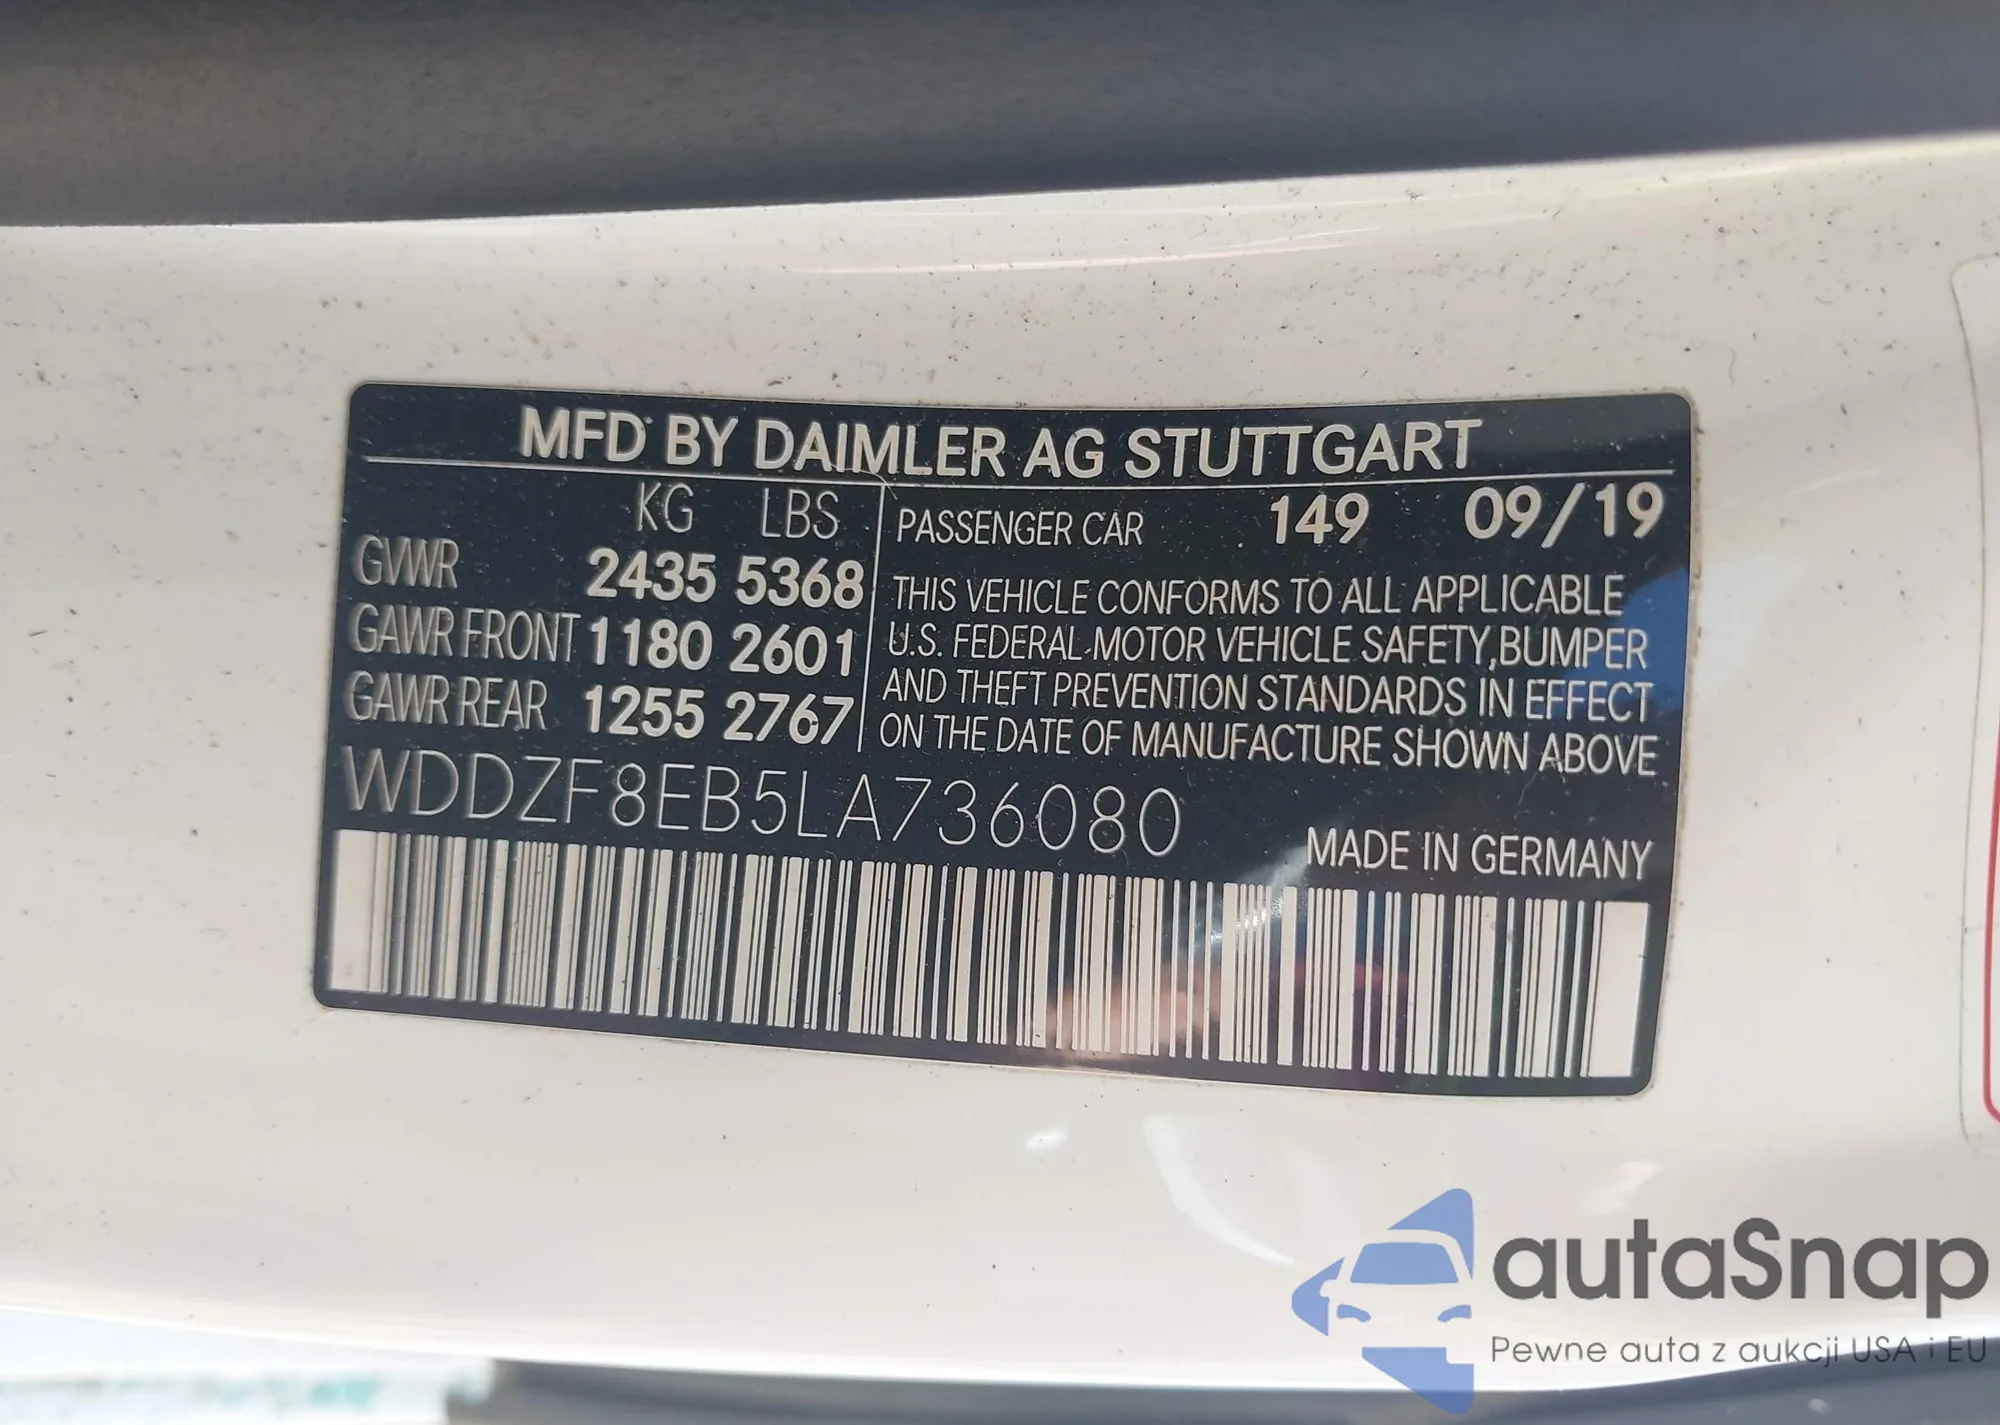 MFD BY DAIMLER AG STUTTGART
KG LBS
GVWR 2435 5368
GAWR FRONT 1180 2601
GAWR REAR 1255 2767
PASSENGER CAR 149 09/19
THIS VEHICLE CONFORMS TO ALL APPLICABLE
U.S. FEDERAL MOTOR VEHICLE SAFETY, BUMPER
AND THEFT PREVENTION STANDARDS IN EFFECT
ON THE DATE OF MANUFACTURE SHOWN ABOVE
WDDZF8EB5LA736080
MADE IN GERMANY
autaSnap
Pewne auta z aukcji USA i EU